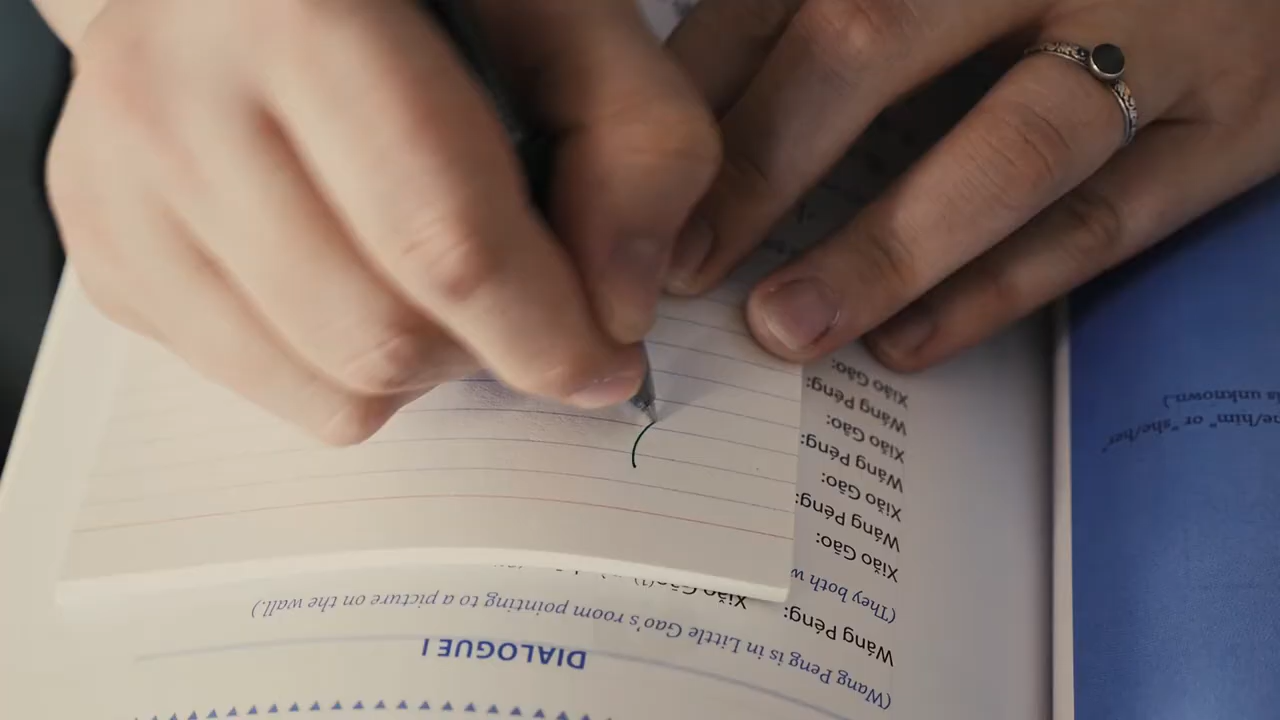 DIALOGUE I
(Wang Peng is in Little Gao's room pointing to a picture on the wall.)
Wáng Péng: Xiǎo Gāo
(They both w
Xiǎo Gāo:
Wáng Péng:
Xiǎo Gāo:
Wáng Péng:
Xiǎo Gāo:
Wáng Péng:
Xiǎo Gāo:
he/him" or "she/her"
is unknown.)